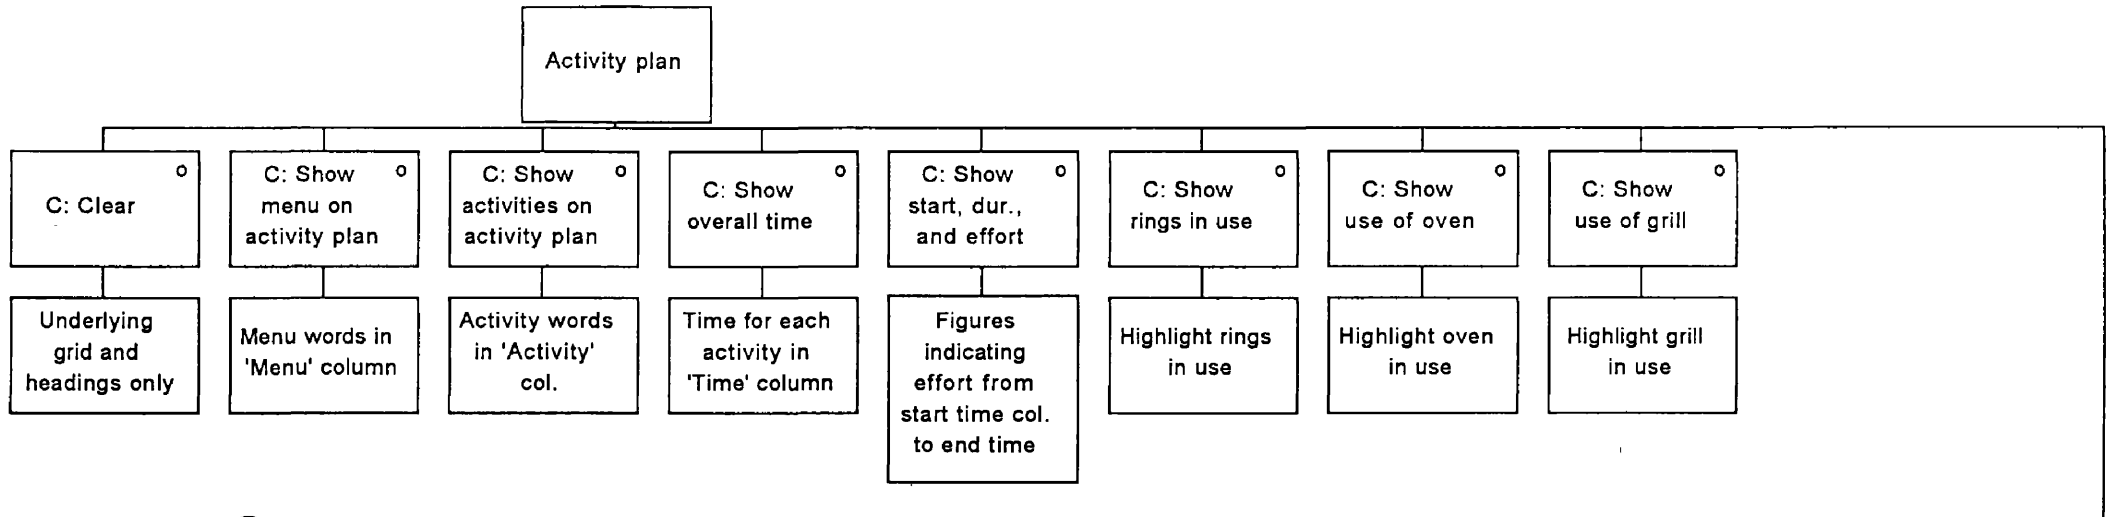 Activity plan
C: Clear
o
C: Show
menu on
activity plan
o
C: Show
activities on
activity plan
o
C: Show
overall time
o
C: Show
start, dur.,
and effort
o
C: Show
rings in use
o
C: Show
use of oven
o
C: Show
use of grill
o
Underlying
grid and
headings only
Menu words in
'Menu' column
Activity words
in 'Activity'
col.
Time for each
activity in
'Time' column
Figures
indicating
effort from
start time col.
to end time
Highlight rings
in use
Highlight oven
in use
Highlight grill
in use